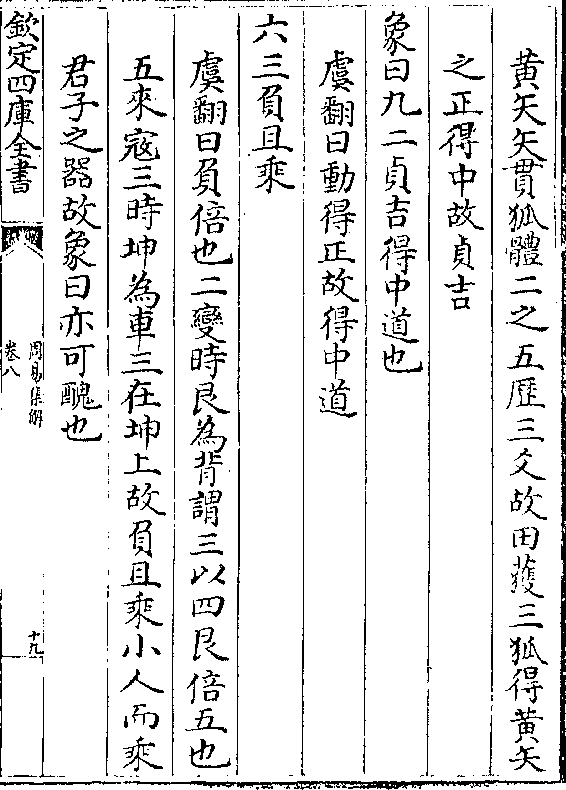 黄矢矢貫狐體二之五歴三爻故田獲三狐得黄矢
之正得中故貞吉
象曰九二貞吉得中道也
虞翻曰動得正故得中道
六三負且乘
虞翻曰負倍也二變時艮為背謂三以四艮倍五也
五來寇三時坤為車三在坤上故負且乘小人而乘
君子之器故象曰亦可醜也
欽定四庫全書
周易集解
卷八
十九